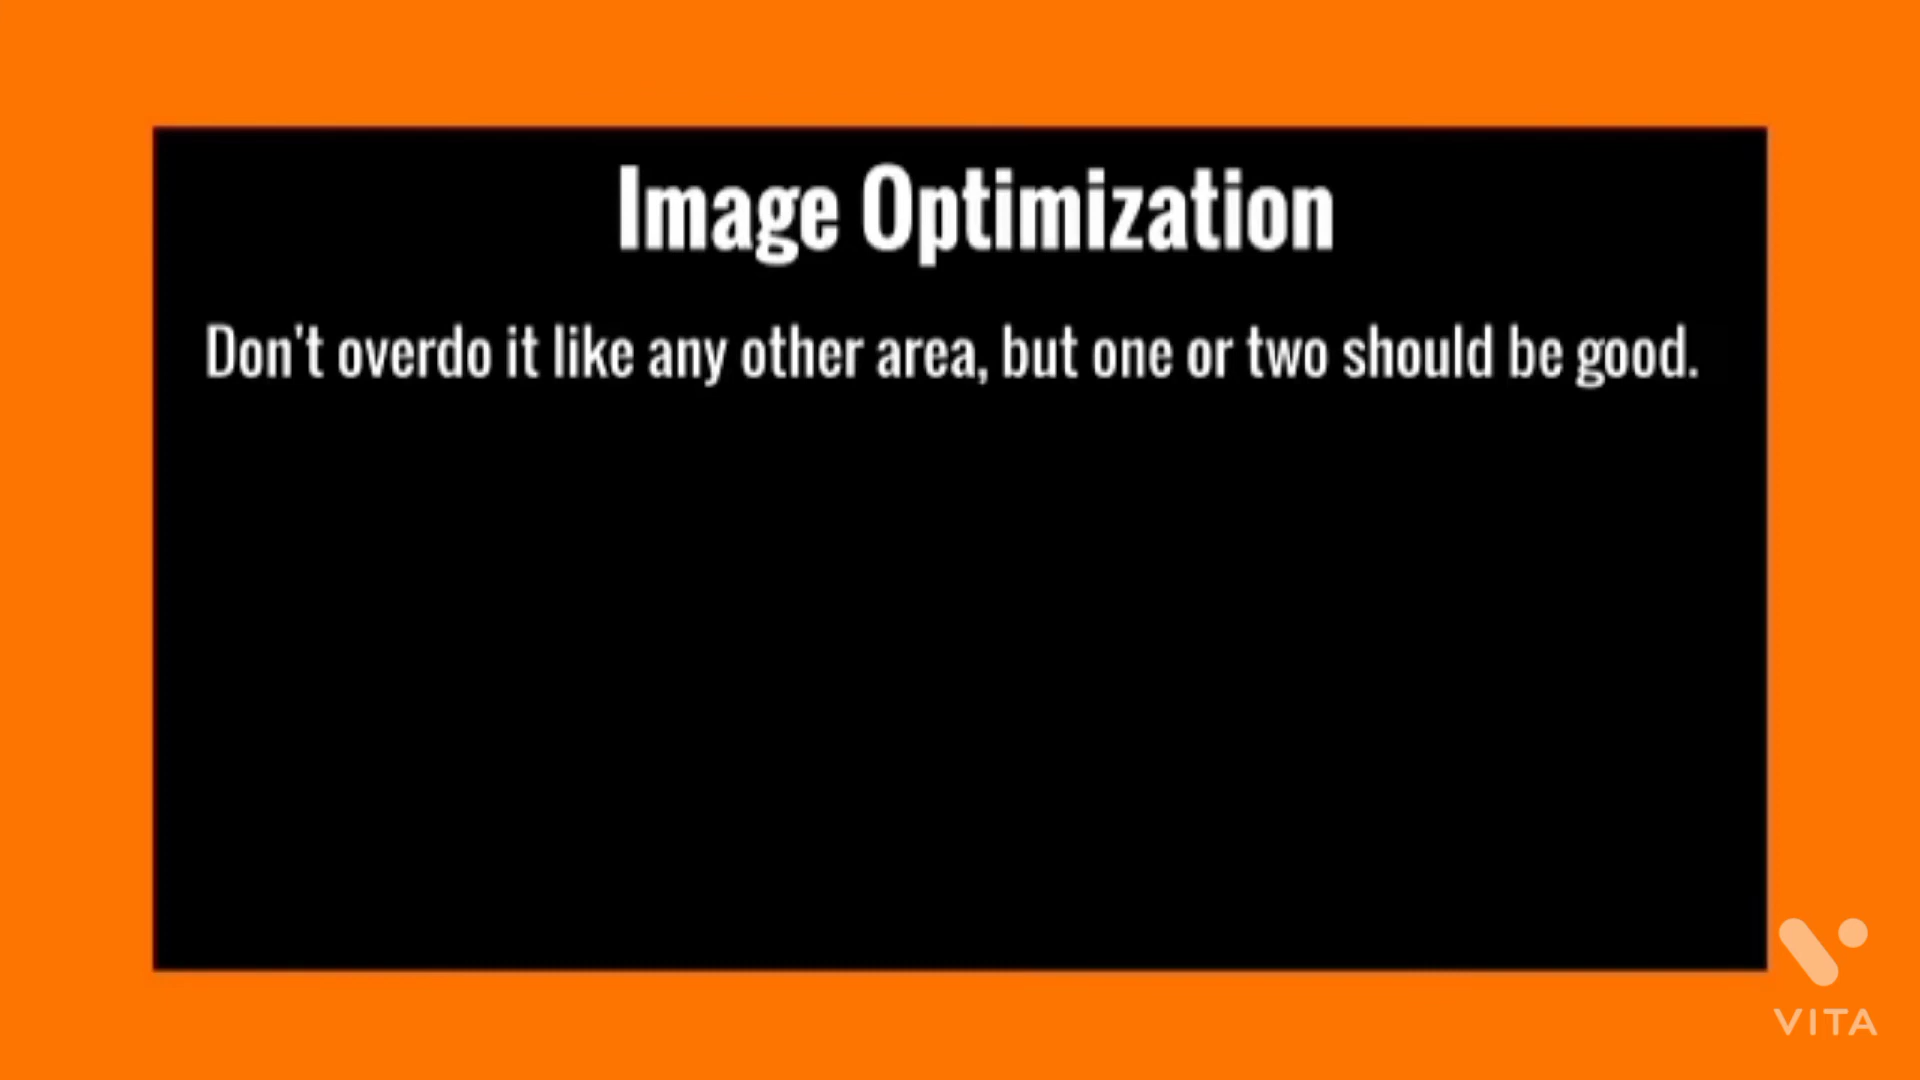 Image Optimization
Don't overdo it like any other area, but one or two should be good.
VITA